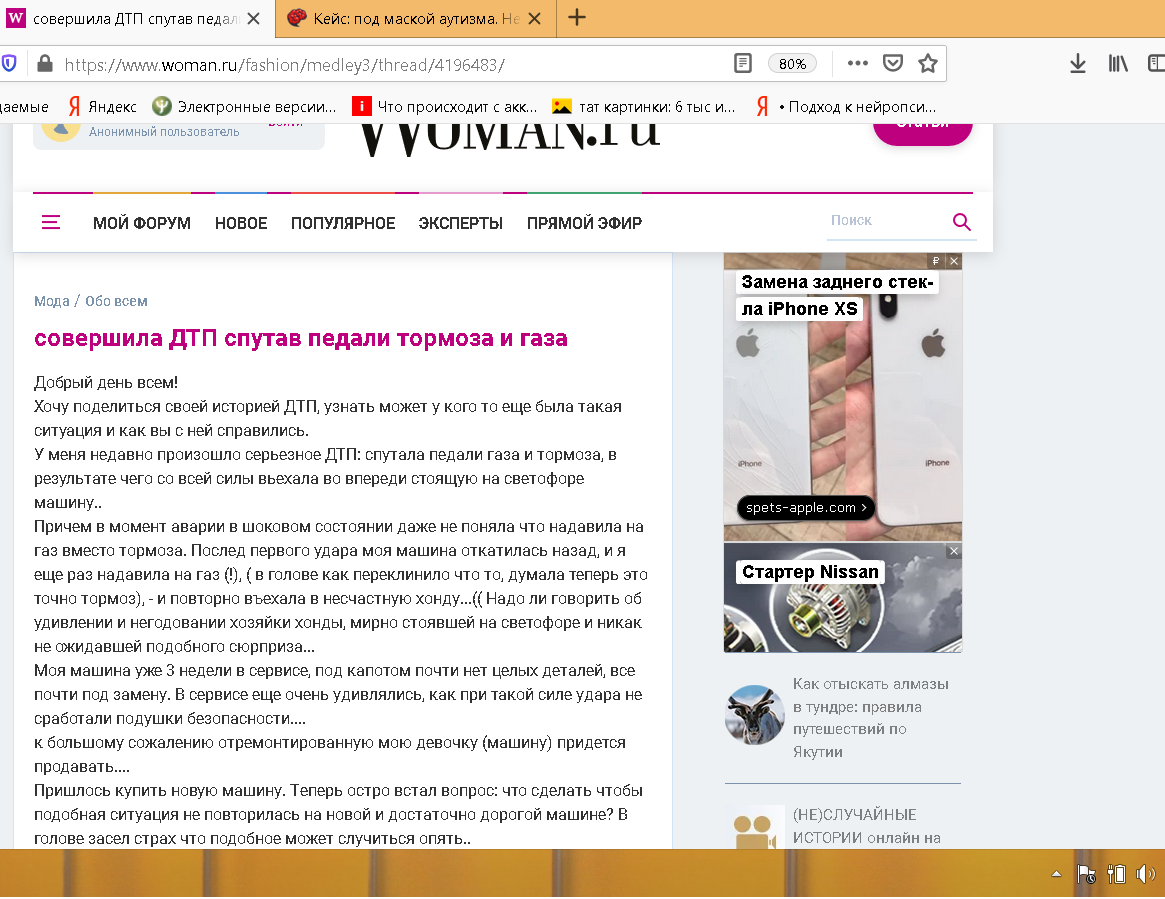 совершила ДТП спутав педал
Кейс: под маской аутизма. Не
https://www.woman.ru/fashion/medley3/thread/4196483/
80%
даемые
Яндекс
Электронные версии...
Что происходит с акк...
тат картинки: 6 тыс и...
• Подход к нейропси...
Анонимный пользователь
Войти
WOMAN.ru
Статьи
МОЙ ФОРУМ
НОВОЕ
ПОПУЛЯРНОЕ
ЭКСПЕРТЫ
ПРЯМОЙ ЭФИР
Поиск
Мода / Обо всем
совершила ДТП спутав педали тормоза и газа
Добрый день всем!
Хочу поделиться своей историей ДТП, узнать может у кого то еще была такая
ситуация и как вы с ней справились.
У меня недавно произошло серьезное ДТП: спутала педали газа и тормоза, в
результате чего со всей силы вьехала во впереди стоящую на светофоре
машину..
Причем в момент аварии в шоковом состоянии даже не поняла что надавила на
газ вместо тормоза. Послед первого удара моя машина откатилась назад, и я
еще раз надавила на газ (!), ( в голове как переклинило что то, думала теперь это
точно тормоз), - и повторно въехала в несчастную хонду...(( Надо ли говорить об
удивлении и негодовании хозяйки хонды, мирно стоявшей на светофоре и никак
не ожидавшей подобного сюрприза...
Моя машина уже 3 недели в сервисе, под капотом почти нет целых деталей, все
почти под замену. В сервисе еще очень удивлялись, как при такой силе удара не
сработали подушки безопасности....
к большому сожалению отремонтированную мою девочку (машину) придется
продавать....
Пришлось купить новую машину. Теперь остро встал вопрос: что сделать чтобы
подобная ситуация не повторилась на новой и достаточно дорогой машине? В
голове засел страх что подобное может случиться опять..
₽
Замена заднего стек-
ла iPhone XS
iPhone
iPhone
spets-apple.com
Стартер Nissan
Как отыскать алмазы
в тундре: правила
путешествий по
Якутии
(НЕ)СЛУЧАЙНЫЕ
ИСТОРИИ онлайн на